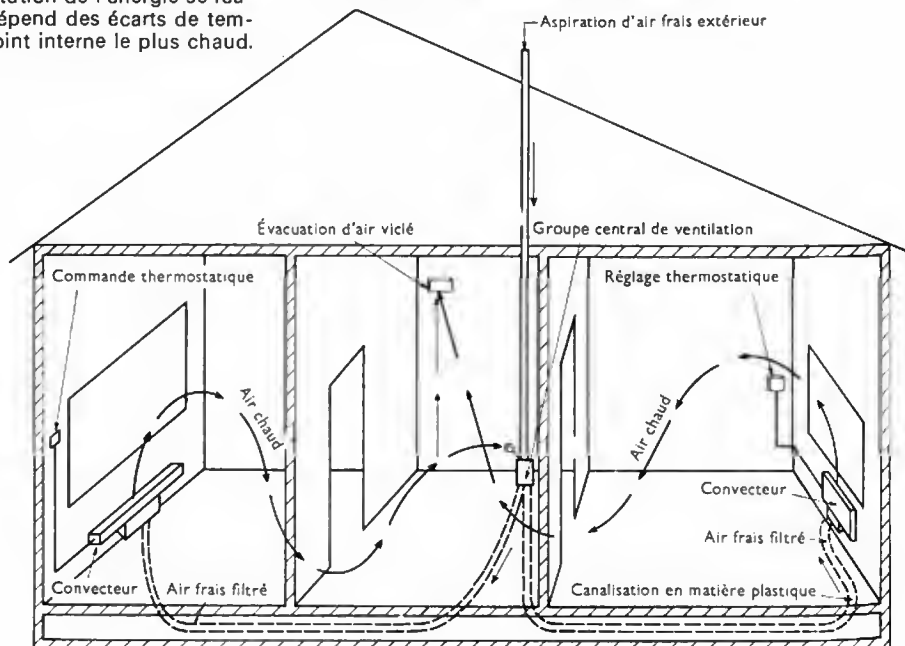 tation de l'énergie se réa-
épend des écarts de tem-
oint interne le plus chaud.
Aspiration d'air frais extérieur
Évacuation d'air vicié
Groupe central de ventilation
Commande thermostatique
Réglage thermostatique
Air chaud
Air chaud
Convecteur
Air frais filtré
Convecteur
Air frais filtré
Canalisation en matière plastique